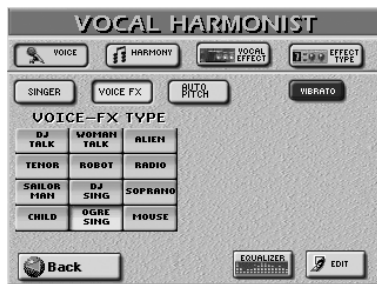 VOCAL HARMONIST
VOICE
HARMONY
VOCAL
EFFECT
EFFECT
TYPE
SINGER
VOICE FX
AUTO
PITCH
VIBRATO
VOICE-FX TYPE
DJ
TALK
WOMAN
TALK
ALIEN
TENOR
ROBOT
RADIO
SAILOR
MAN
DJ
SING
SOPRANO
CHILD
OGRE
SING
MOUSE
Back
EQUALIZER
EDIT